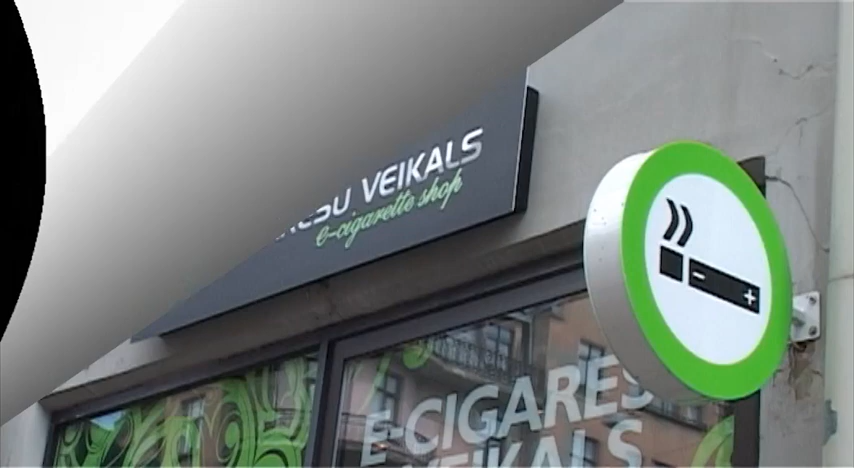 VEIKALS
e-cigarette shop
- +
E-CIGARES
VEIKALS